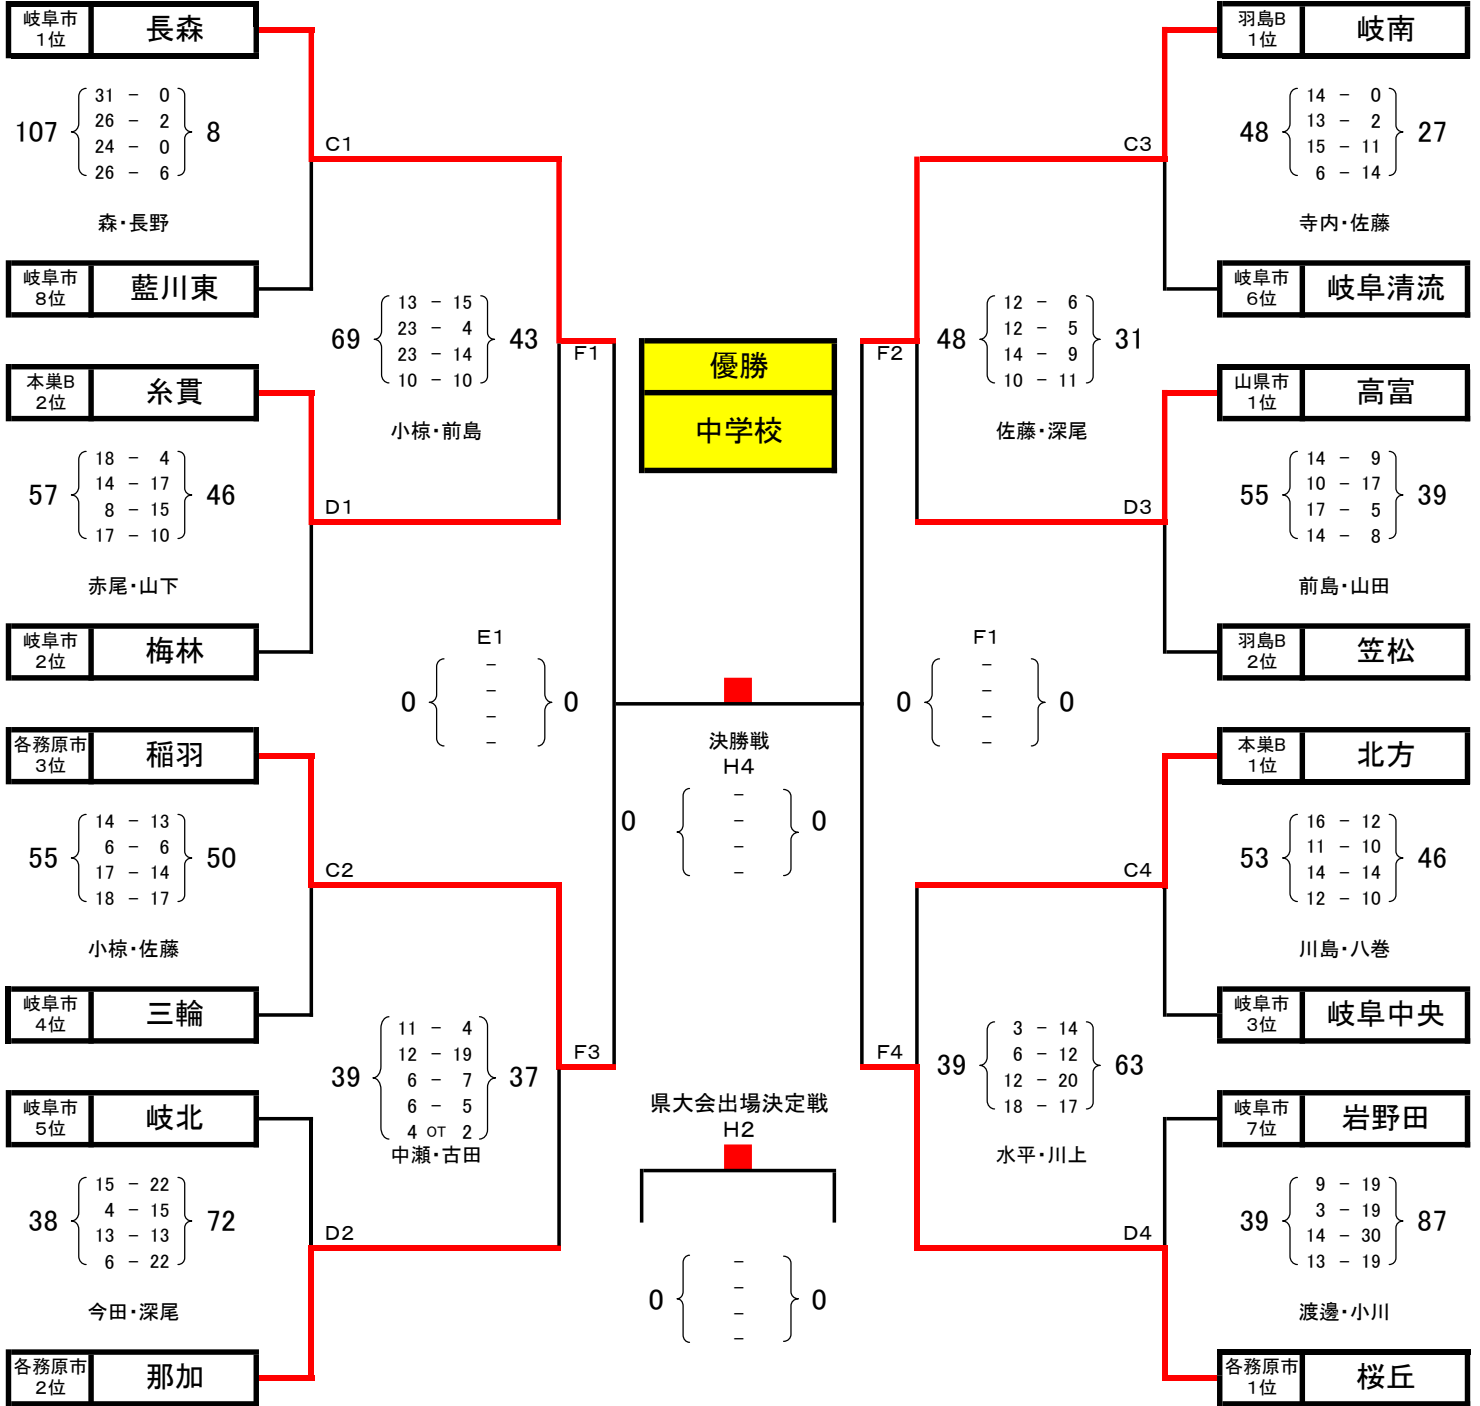 岐阜市
1位
長森
107
31 - 0
26 - 2
24 - 0
26 - 6
8
森・長野
C1
岐阜市
8位
藍川東
69
13 - 15
23 - 4
23 - 14
10 - 10
43
小椋・前島
F1
本巣B
2位
糸貫
57
18 - 4
14 - 17
8 - 15
17 - 10
46
赤尾・山下
D1
岐阜市
2位
梅林
E1
0
-
-
-
-
0
各務原市
3位
稲羽
55
14 - 13
6 - 6
17 - 14
18 - 17
50
小椋・佐藤
C2
岐阜市
4位
三輪
39
11 - 4
12 - 19
6 - 7
6 - 5
4 OT 2
37
中瀬・古田
F3
岐阜市
5位
岐北
38
15 - 22
4 - 15
13 - 13
6 - 22
72
今田・深尾
D2
各務原市
2位
那加
優勝
中学校
決勝戦
H4
0
-
-
-
-
0
県大会出場決定戦
H2
0
-
-
-
-
0
羽島B
1位
岐南
48
14 - 0
13 - 2
15 - 11
6 - 14
27
寺内・佐藤
C3
岐阜市
6位
岐阜清流
F2
48
12 - 6
12 - 5
14 - 9
10 - 11
31
佐藤・深尾
山県市
1位
高富
55
14 - 9
10 - 17
17 - 5
14 - 8
39
前島・山田
D3
羽島B
2位
笠松
F1
0
-
-
-
-
0
本巣B
1位
北方
53
16 - 12
11 - 10
14 - 14
12 - 10
46
川島・八巻
C4
岐阜市
3位
岐阜中央
F4
39
3 - 14
6 - 12
12 - 20
18 - 17
63
水平・川上
岐阜市
7位
岩野田
39
9 - 19
3 - 19
14 - 30
13 - 19
87
渡邊・小川
D4
各務原市
1位
桜丘